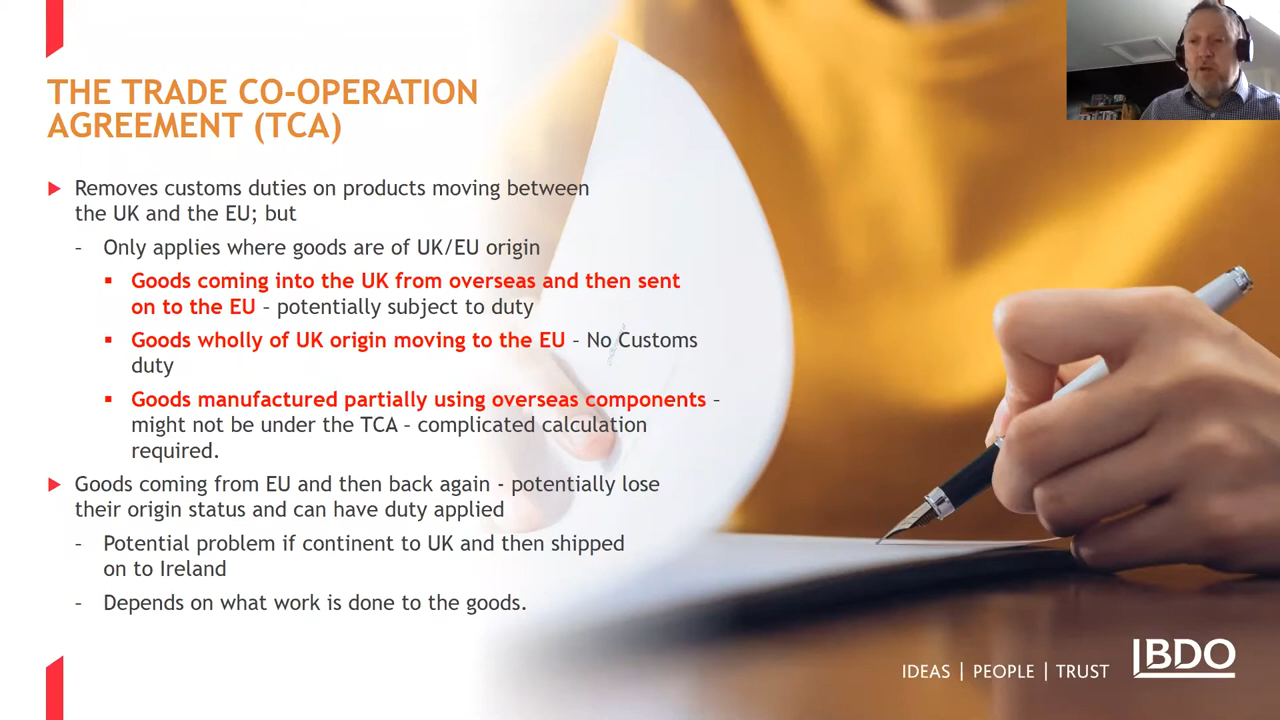 THE TRADE CO-OPERATION
AGREEMENT (TCA)
Removes customs duties on products moving between
the UK and the EU; but
– Only applies where goods are of UK/EU origin
Goods coming into the UK from overseas and then sent
on to the EU – potentially subject to duty
Goods wholly of UK origin moving to the EU – No Customs
duty
Goods manufactured partially using overseas components –
might not be under the TCA – complicated calculation
required.
Goods coming from EU and then back again - potentially lose
their origin status and can have duty applied
– Potential problem if continent to UK and then shipped
on to Ireland
– Depends on what work is done to the goods.
IDEAS | PEOPLE | TRUST
BDO